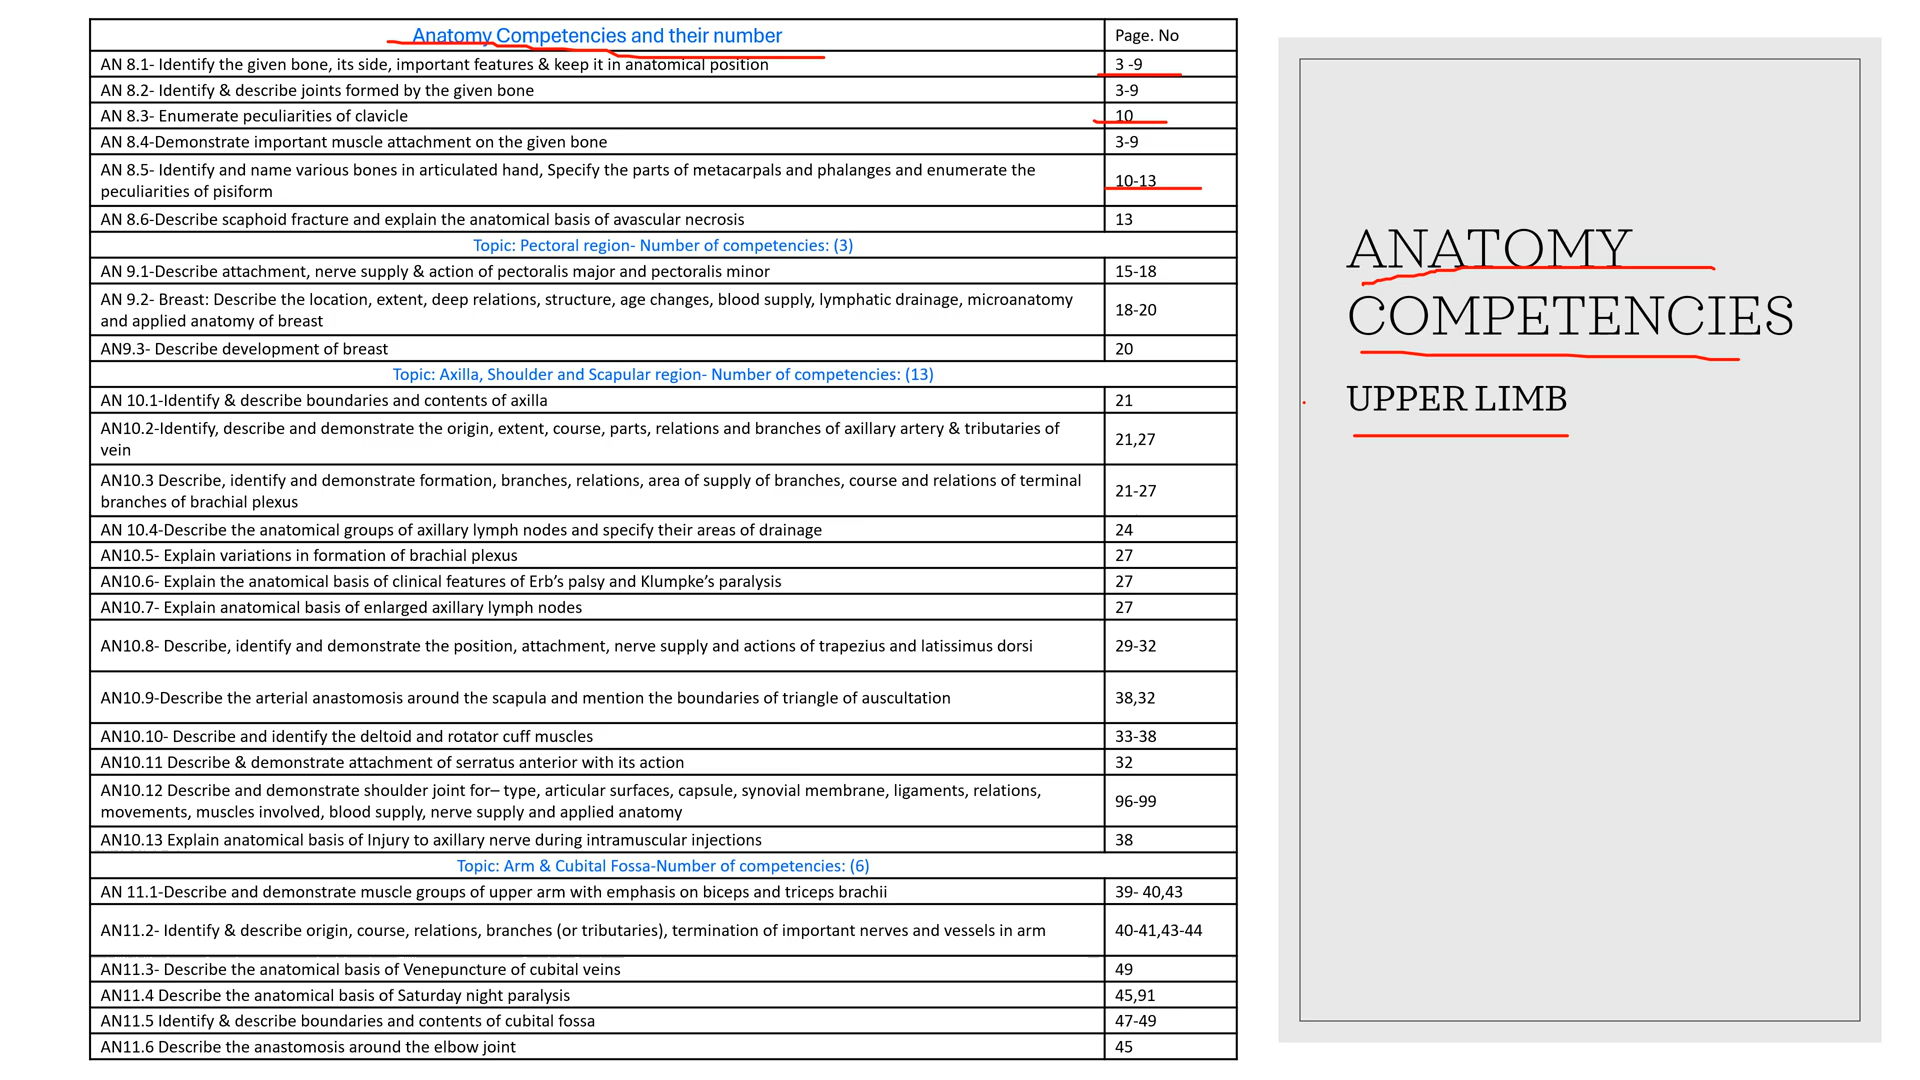 Anatomy Competencies and their number
Page. No
AN 8.1- Identify the given bone, its side, important features & keep it in anatomical position
3 -9
AN 8.2- Identify & describe joints formed by the given bone
3-9
AN 8.3- Enumerate peculiarities of clavicle
10
AN 8.4-Demonstrate important muscle attachment on the given bone
3-9
AN 8.5- Identify and name various bones in articulated hand, Specify the parts of metacarpals and phalanges and enumerate the
peculiarities of pisiform
10-13
AN 8.6-Describe scaphoid fracture and explain the anatomical basis of avascular necrosis
13
Topic: Pectoral region- Number of competencies: (3)
AN 9.1-Describe attachment, nerve supply & action of pectoralis major and pectoralis minor
15-18
AN 9.2- Breast: Describe the location, extent, deep relations, structure, age changes, blood supply, lymphatic drainage, microanatomy
and applied anatomy of breast
18-20
AN9.3- Describe development of breast
20
Topic: Axilla, Shoulder and Scapular region- Number of competencies: (13)
AN 10.1-Identify & describe boundaries and contents of axilla
21
AN10.2-Identify, describe and demonstrate the origin, extent, course, parts, relations and branches of axillary artery & tributaries of
vein
21,27
AN10.3 Describe, identify and demonstrate formation, branches, relations, area of supply of branches, course and relations of terminal
branches of brachial plexus
21-27
AN 10.4-Describe the anatomical groups of axillary lymph nodes and specify their areas of drainage
24
AN10.5- Explain variations in formation of brachial plexus
27
AN10.6- Explain the anatomical basis of clinical features of Erb’s palsy and Klumpke’s paralysis
27
AN10.7- Explain anatomical basis of enlarged axillary lymph nodes
27
AN10.8- Describe, identify and demonstrate the position, attachment, nerve supply and actions of trapezius and latissimus dorsi
29-32
AN10.9-Describe the arterial anastomosis around the scapula and mention the boundaries of triangle of auscultation
38,32
AN10.10- Describe and identify the deltoid and rotator cuff muscles
33-38
AN10.11 Describe & demonstrate attachment of serratus anterior with its action
32
AN10.12 Describe and demonstrate shoulder joint for– type, articular surfaces, capsule, synovial membrane, ligaments, relations,
movements, muscles involved, blood supply, nerve supply and applied anatomy
96-99
AN10.13 Explain anatomical basis of Injury to axillary nerve during intramuscular injections
38
Topic: Arm & Cubital Fossa-Number of competencies: (6)
AN 11.1-Describe and demonstrate muscle groups of upper arm with emphasis on biceps and triceps brachii
39- 40,43
AN11.2- Identify & describe origin, course, relations, branches (or tributaries), termination of important nerves and vessels in arm
40-41,43-44
AN11.3- Describe the anatomical basis of Venepuncture of cubital veins
49
AN11.4 Describe the anatomical basis of Saturday night paralysis
45,91
AN11.5 Identify & describe boundaries and contents of cubital fossa
47-49
AN11.6 Describe the anastomosis around the elbow joint
45
ANATOMY
COMPETENCIES
UPPER LIMB